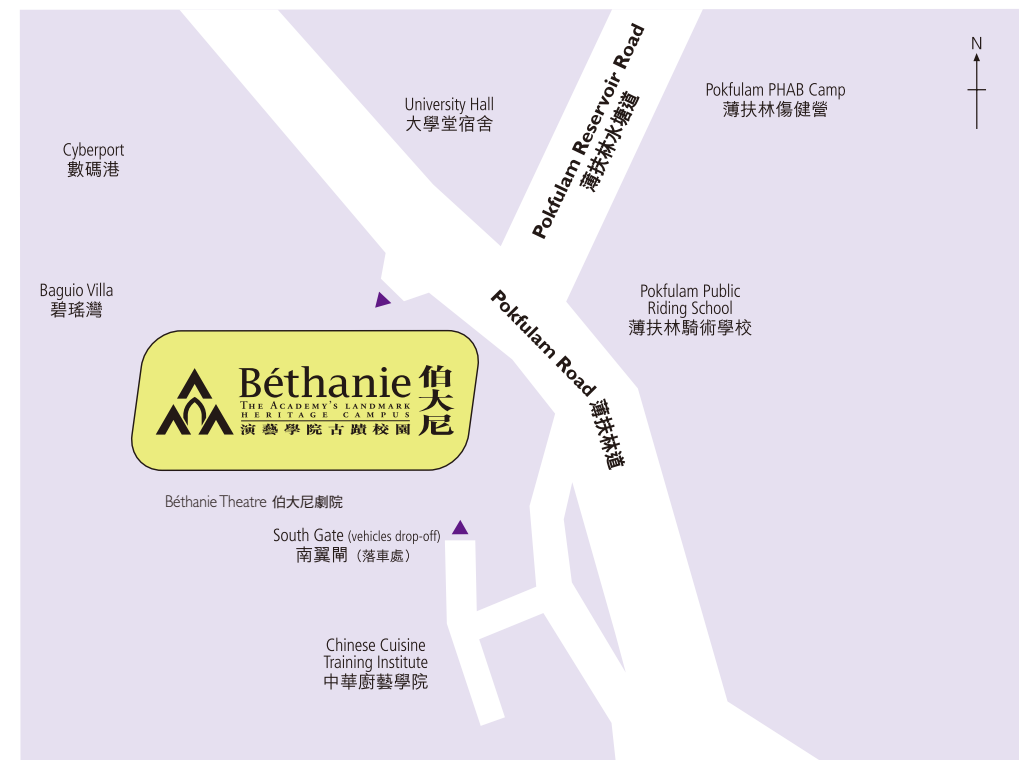 N
Pokfulam Reservoir Road
薄扶林水塘道
Pokfulam PHAB Camp
薄扶林傷健營
University Hall
大學堂宿舍
Cyberport
數碼港
Baguio Villa
碧瑤灣
Pokfulam Public
Riding School
薄扶林騎術學校
Pokfulam Road 薄扶林道
Béthanie
THE ACADEMY'S LANDMARK
HERITAGE CAMPUS
伯大尼
演藝學院古蹟校園
Béthanie Theatre 伯大尼劇院
South Gate (vehicles drop-off)
南翼閘（落車處）
Chinese Cuisine
Training Institute
中華廚藝學院